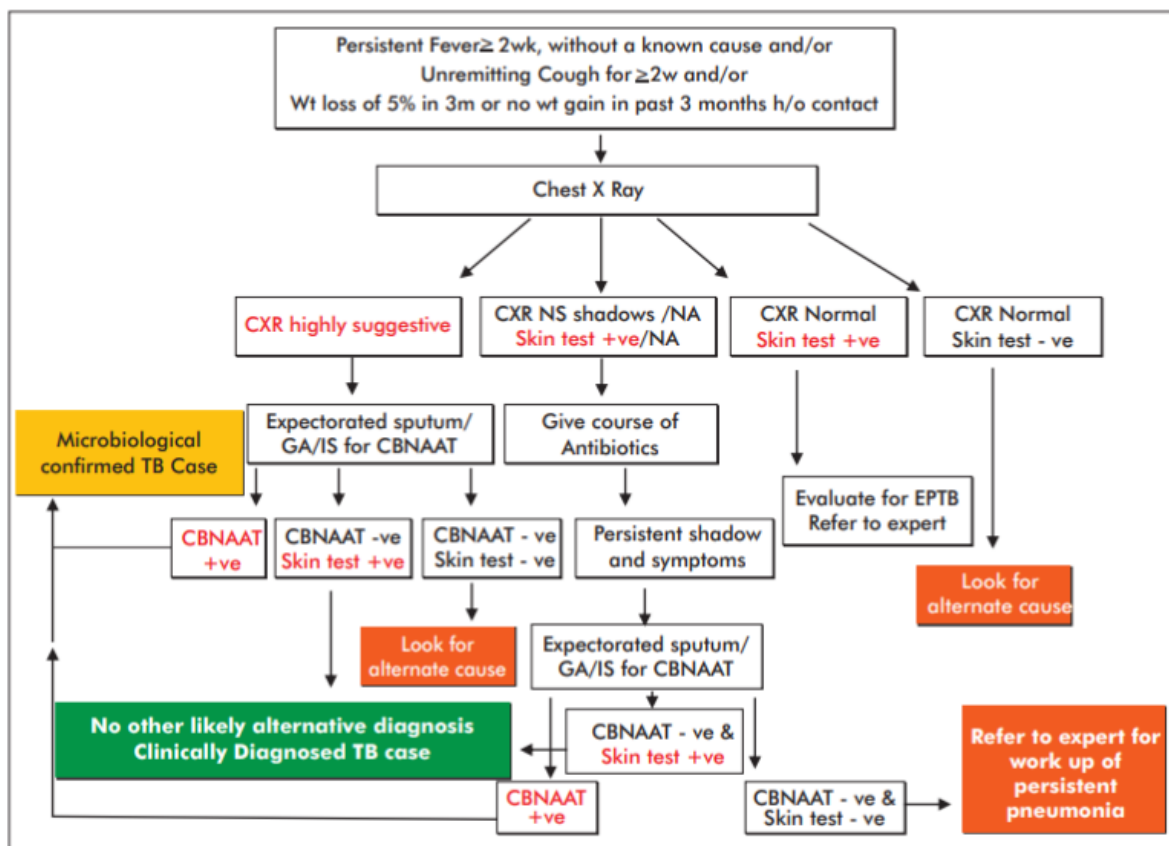 Persistent Fever≥ 2wk, without a known cause and/or
Unremitting Cough for ≥2w and/or
Wt loss of 5% in 3m or no wt gain in past 3 months h/o contact
Chest X Ray
CXR highly suggestive
CXR NS shadows /NA
Skin test +ve/NA
CXR Normal
Skin test +ve
CXR Normal
Skin test - ve
Microbiological
confirmed TB Case
Expectorated sputum/
GA/IS for CBNAAT
Give course of
Antibiotics
Evaluate for EPTB
Refer to expert
Look for
alternate cause
CBNAAT
+ve
CBNAAT -ve
Skin test +ve
CBNAAT - ve
Skin test - ve
Persistent shadow
and symptoms
Look for
alternate cause
Expectorated sputum/
GA/IS for CBNAAT
No other likely alternative diagnosis
Clinically Diagnosed TB case
CBNAAT - ve &
Skin test +ve
CBNAAT
+ve
CBNAAT - ve &
Skin test - ve
Refer to expert for
work up of
persistent
pneumonia